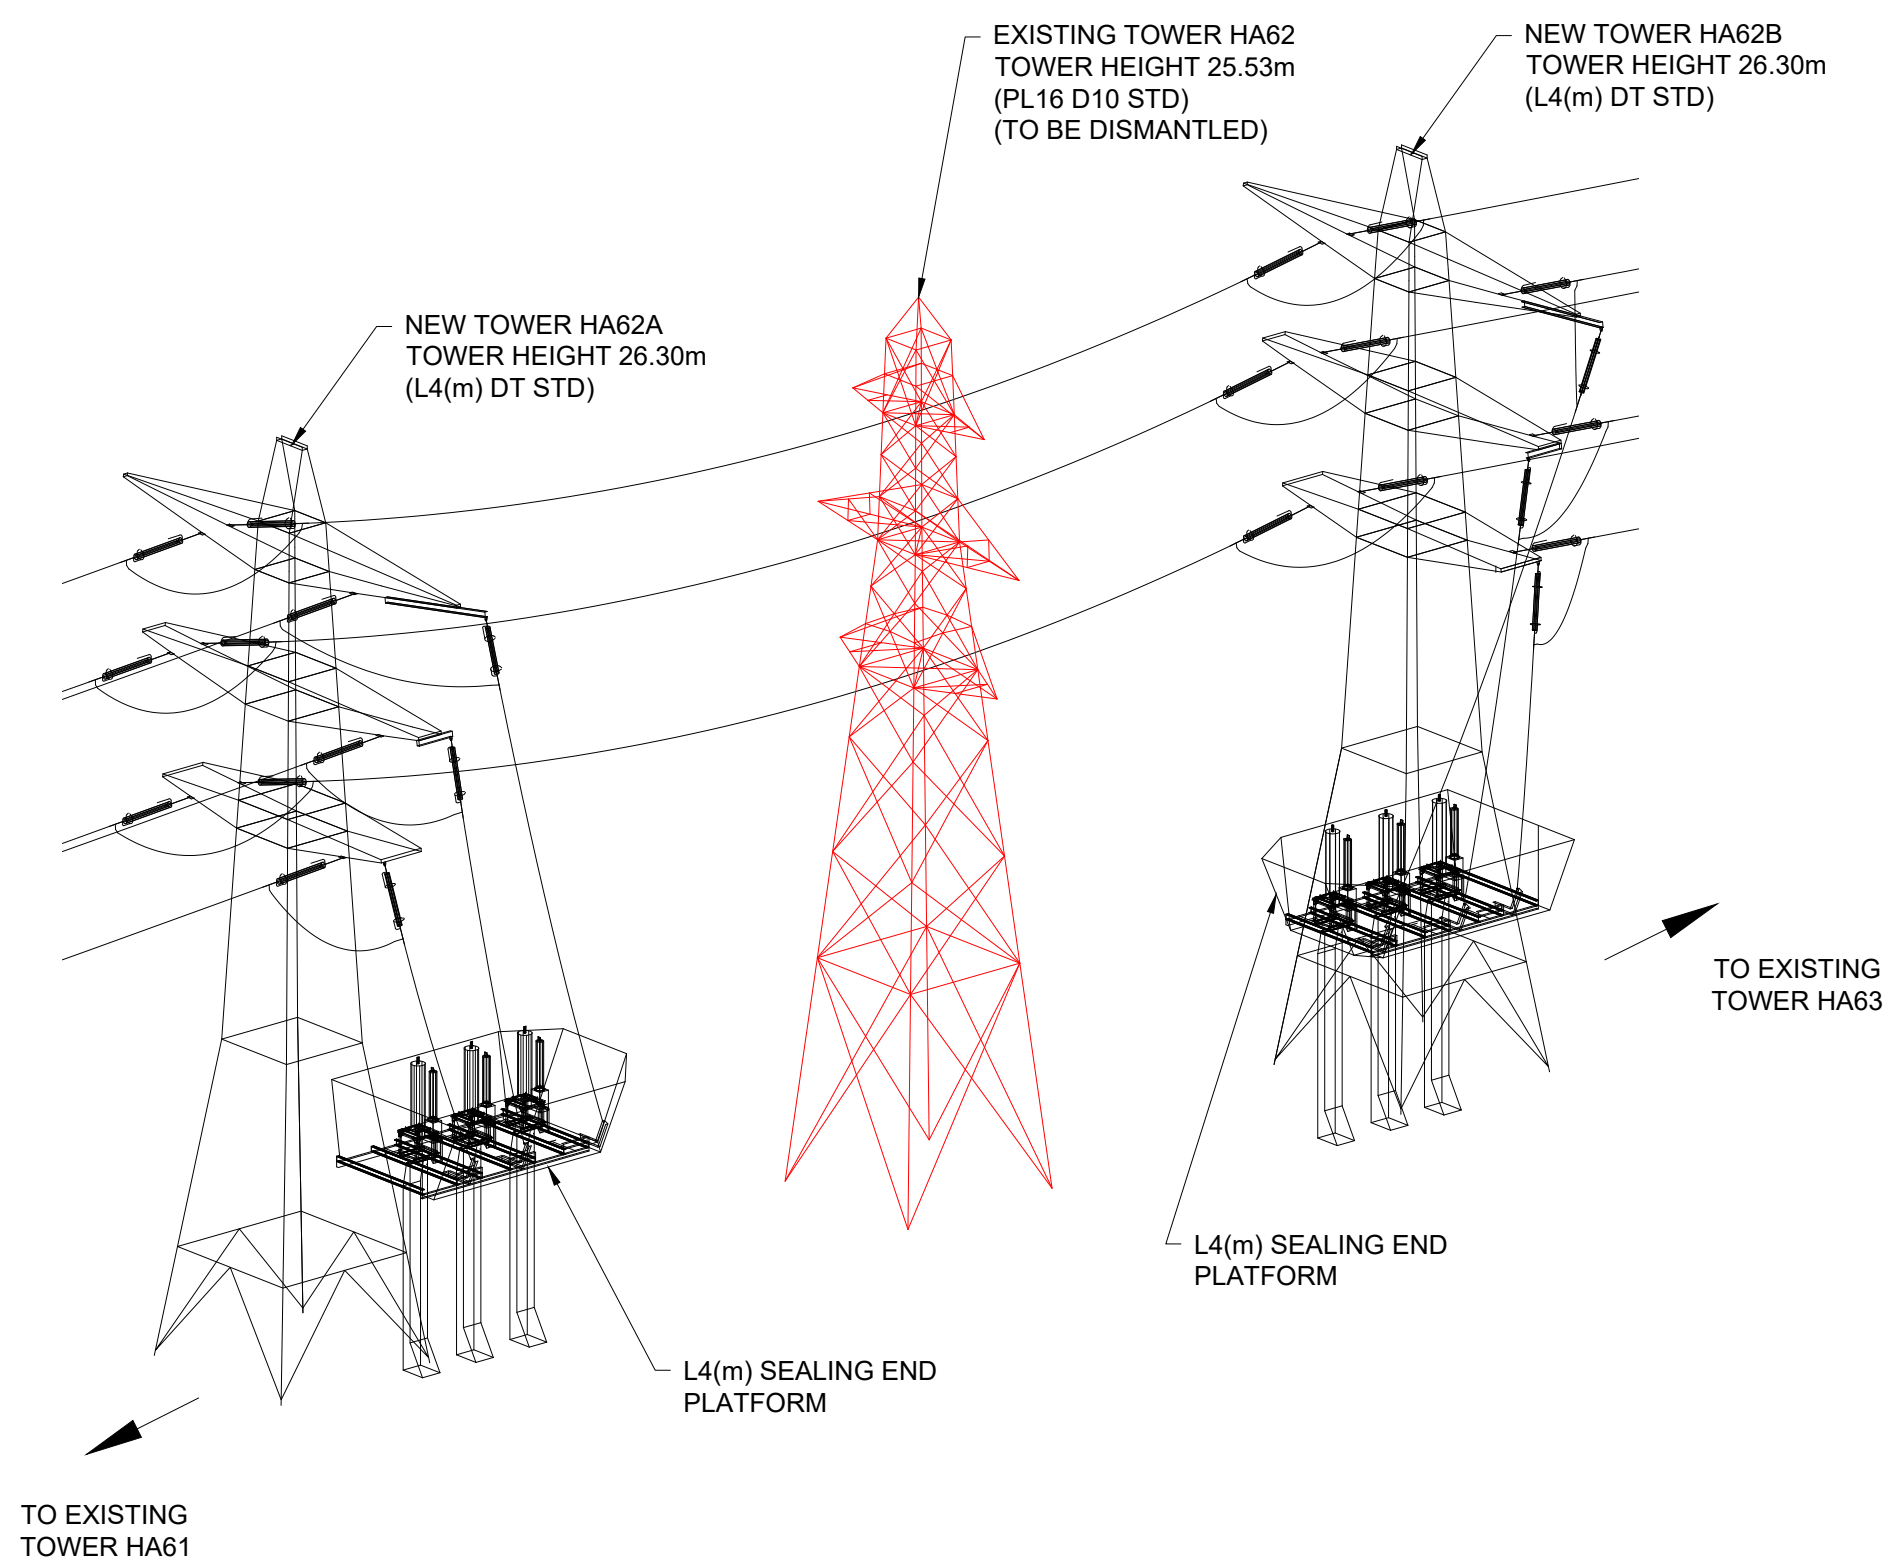 EXISTING TOWER HA62
TOWER HEIGHT 25.53m
(PL16 D10 STD)
(TO BE DISMANTLED)
NEW TOWER HA62B
TOWER HEIGHT 26.30m
(L4(m) DT STD)
NEW TOWER HA62A
TOWER HEIGHT 26.30m
(L4(m) DT STD)
TO EXISTING
TOWER HA63
L4(m) SEALING END
PLATFORM
L4(m) SEALING END
PLATFORM
TO EXISTING
TOWER HA61